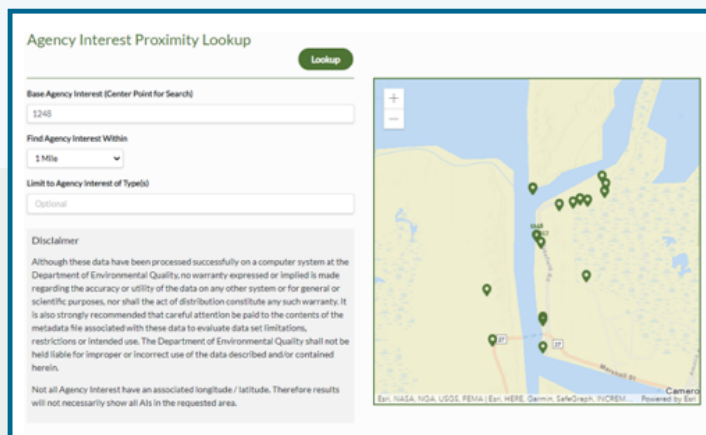 Agency Interest Proximity Lookup
Lookup
Base Agency Interest (Center Point for Search)
1248
Find Agency Interest Within
1 Mile
Limit to Agency Interest of Type(s)
Optional
Disclaimer
Although these data have been processed successfully on a computer system at the
Department of Environmental Quality, no warranty expressed or implied is made
regarding the accuracy or utility of the data on any other system or for general or
scientific purposes, nor shall the act of distribution constitute any such warranty. It
is also strongly recommended that careful attention be paid to the contents of the
metadata file associated with these data to evaluate data set limitations,
restrictions or intended use. The Department of Environmental Quality shall not be
held liable for improper or incorrect use of the data described and/or contained
herein.
Not all Agency Interest have an associated longitude / latitude. Therefore results
will not necessarily show all AIs in the requested area.
+
−
1248
27
27
Marshall St
Camero
Esri, NASA, NGA, USGS, FEMA | Esri, HERE, Garmin, SafeGraph, INCREM... Powered by Esri